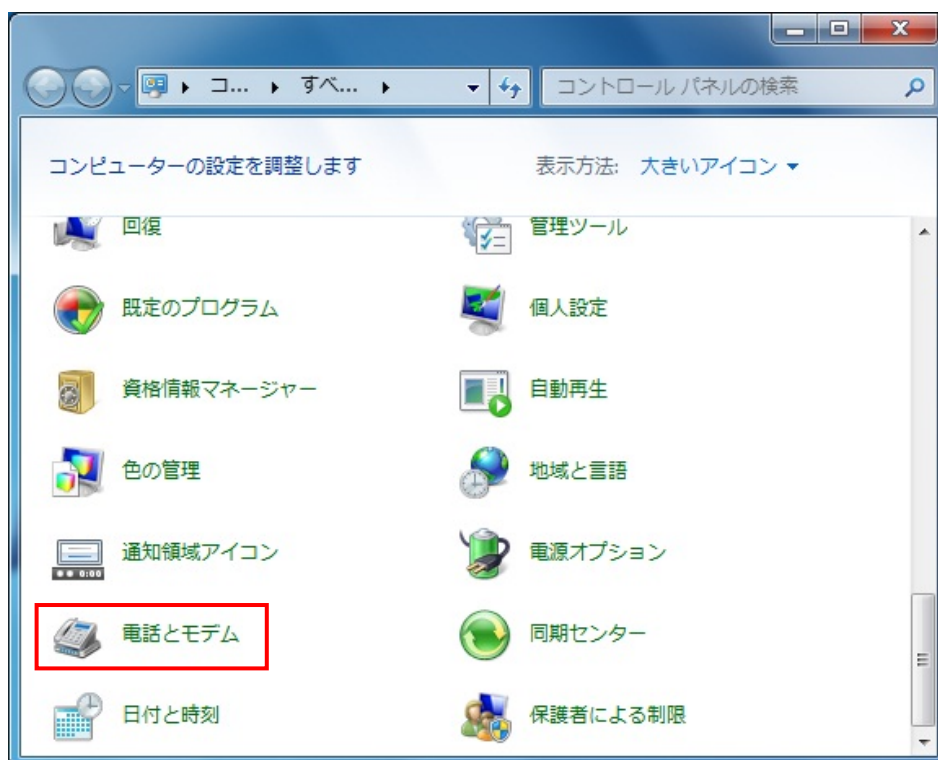 コ... すべ... コントロール パネルの検索
コンピューターの設定を調整します 表示方法: 大きいアイコン
回復 管理ツール
既定のプログラム 個人設定
資格情報マネージャー 自動再生
色の管理 地域と言語
通知領域アイコン 電源オプション
電話とモデム 同期センター
日付と時刻 保護者による制限